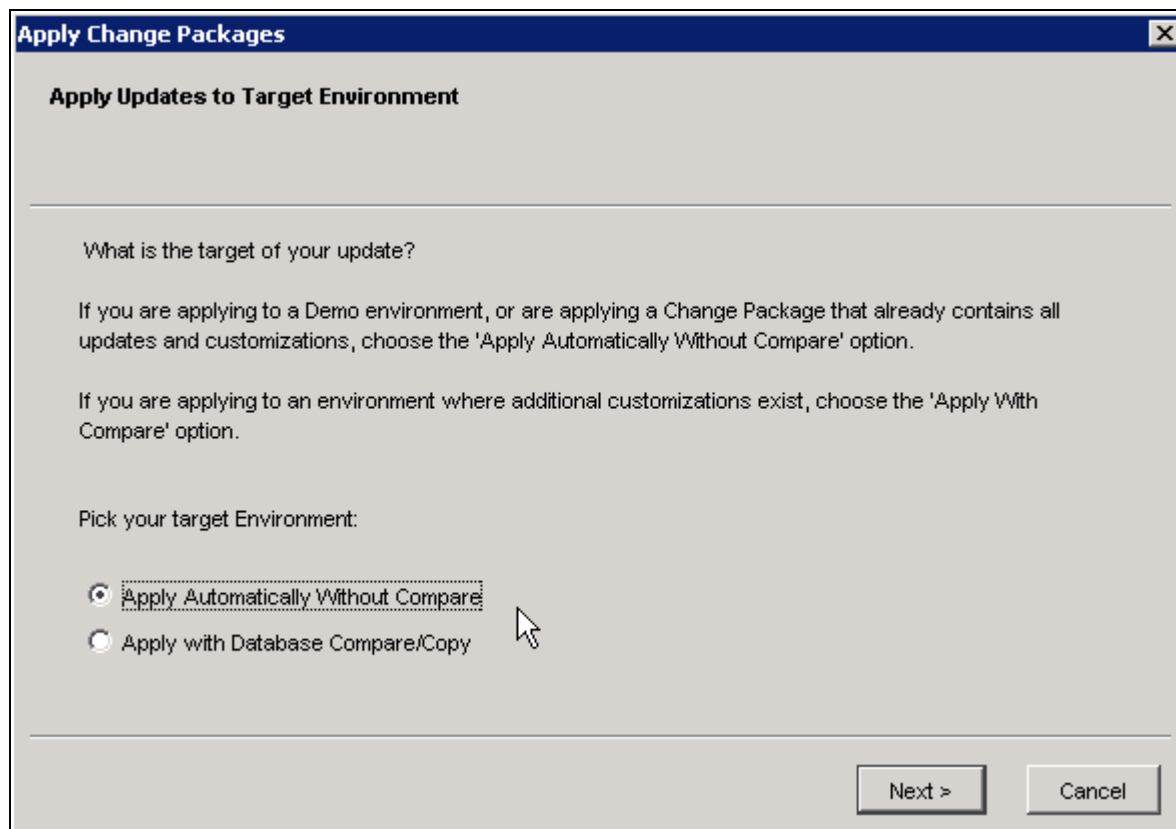 Apply Change Packages
Apply Updates to Target Environment
What is the target of your update?
If you are applying to a Demo environment, or are applying a Change Package that already contains all
updates and customizations, choose the 'Apply Automatically Without Compare' option.
If you are applying to an environment where additional customizations exist, choose the 'Apply With
Compare' option.
Pick your target Environment:
Apply Automatically Without Compare
Apply with Database Compare/Copy
Next >
Cancel